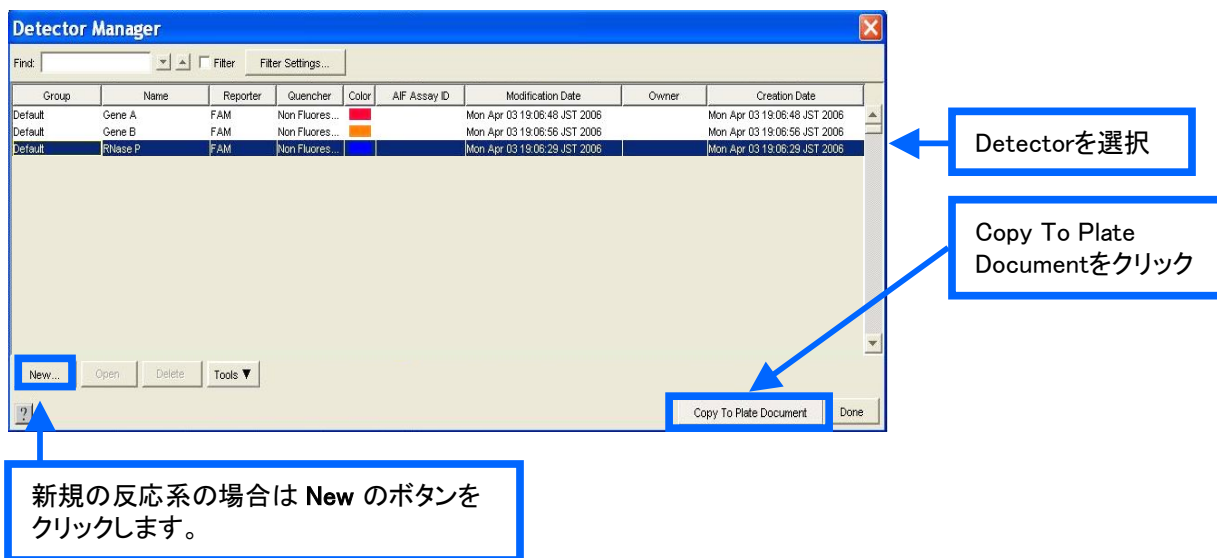 Detector Manager
Find: Filter Filter Settings...
Group Name Reporter Quencher Color AIF Assay ID Modification Date Owner Creation Date
Default Gene A FAM Non Fluores... Mon Apr 03 19:06:48 JST 2006 Mon Apr 03 19:06:48 JST 2006
Default Gene B FAM Non Fluores... Mon Apr 03 19:06:56 JST 2006 Mon Apr 03 19:06:56 JST 2006
Default RNase P FAM Non Fluores... Mon Apr 03 19:06:29 JST 2006 Mon Apr 03 19:06:29 JST 2006
Detectorを選択
Copy To Plate
Documentをクリック
New... Open Delete Tools ▼
? Copy To Plate Document Done
新規の反応系の場合は New のボタンを
クリックします。